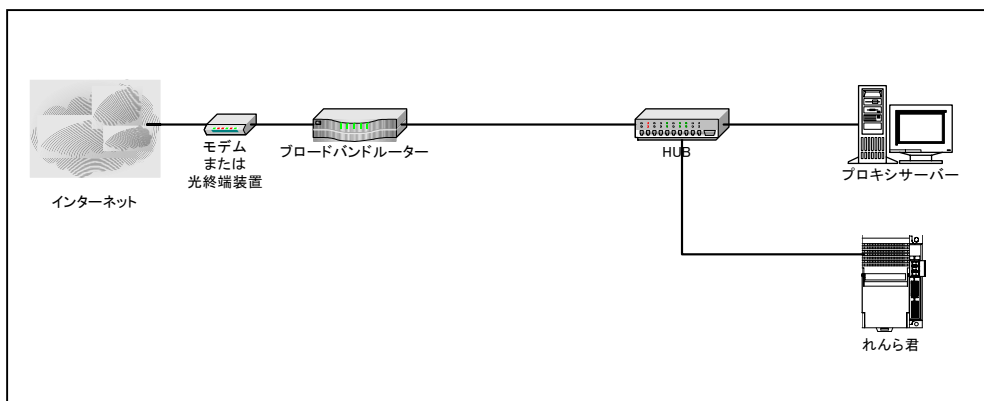 インターネット
モデム
または
光終端装置
ブロードバンドルーター
HUB
プロキシサーバー
れんら君